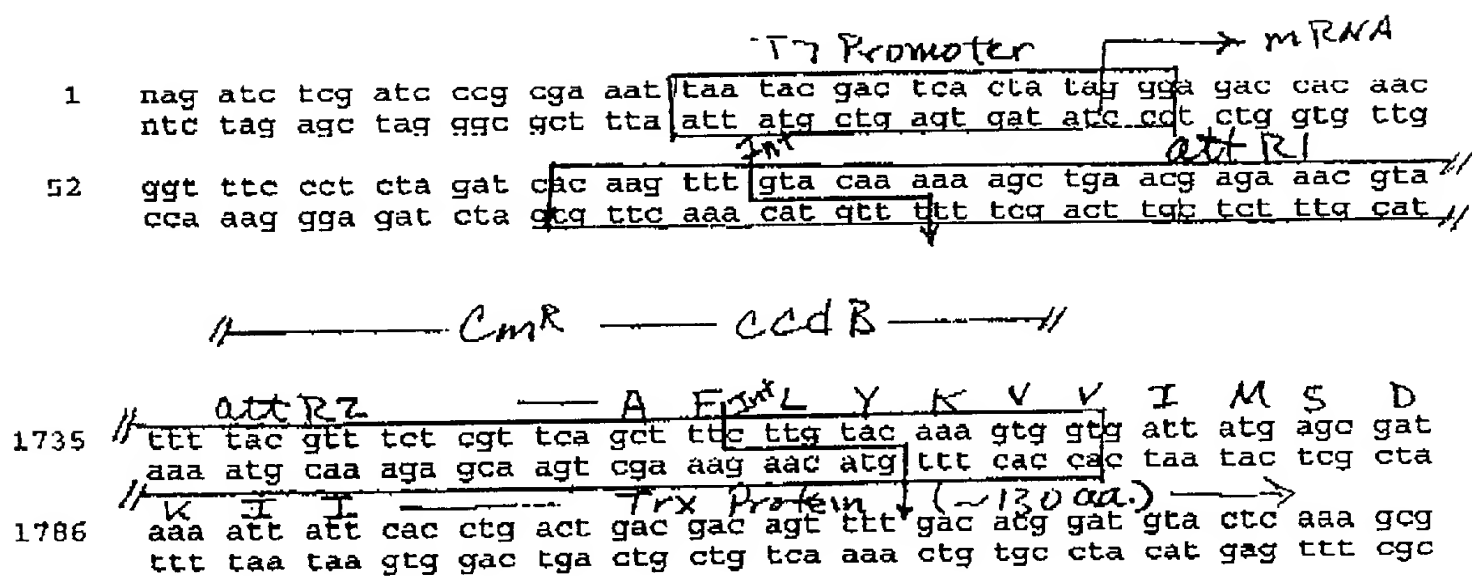 T7 Promoter mRNA
1 nag atc tcg atc ccg cga aat taa tac gac tca cta tag gga gac cac aac
ntc tag agc tag ggc gct tta att atg ctg agt gat atc cct ctg gtg ttg
Int attR1
52 ggt ttc cct cta gat cac aag ttt gta caa aaa agc tga acg aga aac gta
cca aag gga gat cta gtg ttc aaa cat gtt ttt tcg act tgc tct ttg cat
CmR ccdB
attR2 A F Int L Y K V V I M S D
1735 ttt tac gtt tct cgt tca gct ttc ttg tac aaa gtg gtg att atg agc gat
aaa atg caa aga gca agt cga aag aac atg ttt cac cac taa tac tcg cta
K I I Trx Protein (~130 aa.)
1786 aaa att att cac ctg act gac gac agt ttt gac acg gat gta ctc aaa gcg
ttt taa taa gtg gac tga ctg ctg tca aaa ctg tgc cta cat gag ttt cgc